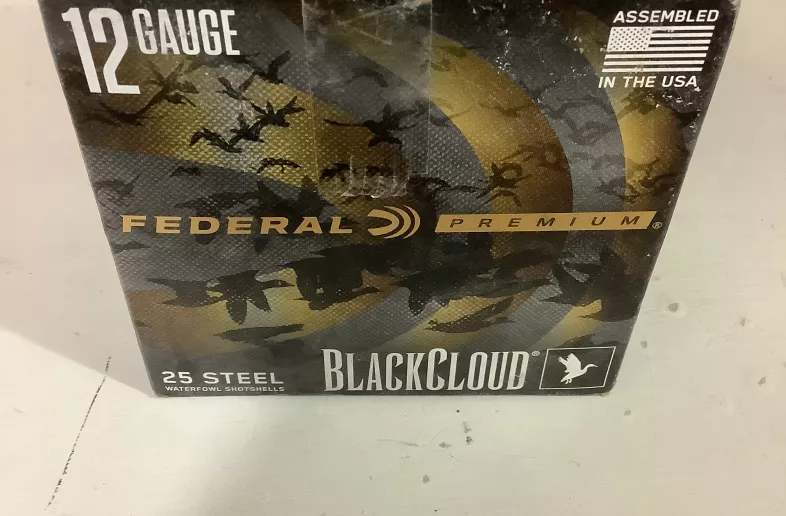 12 GAUGE
ASSEMBLED
IN THE USA
FEDERAL PREMIUM®
25 STEEL
WATERFOWL SHOTSHELLS
BLACKCLOUD®